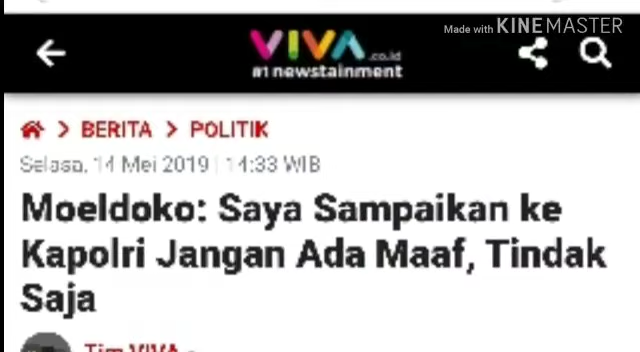 Made with KINEMASTER
VIVA.co.id
#1 newstainment
BERITA > POLITIK
Selasa, 14 Mei 2019 | 14:33 WIB
Moeldoko: Saya Sampaikan ke
Kapolri Jangan Ada Maaf, Tindak
Saja
Tim VIVA